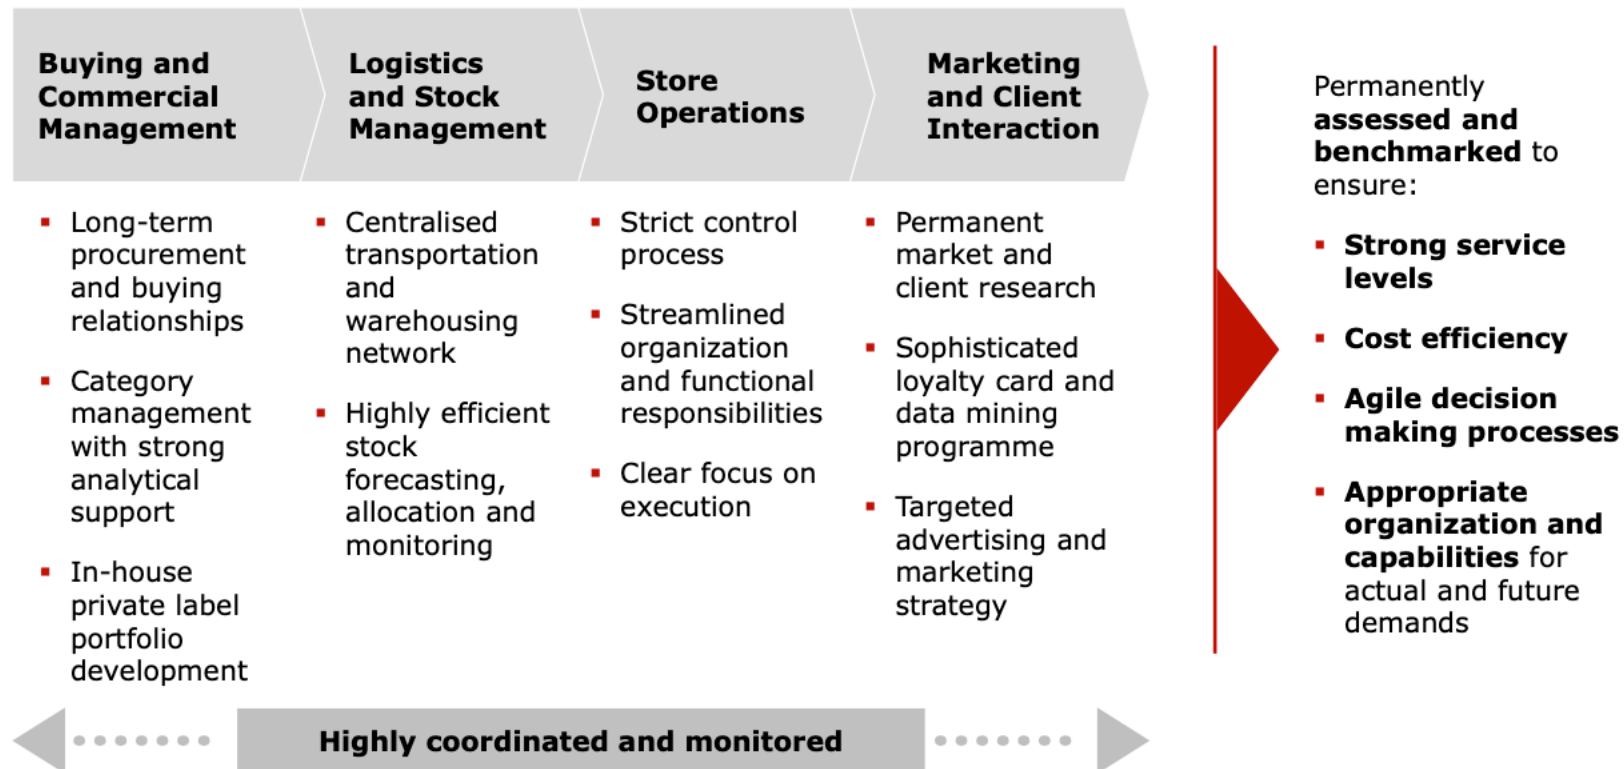 Buying and
Commercial
Management
Logistics
and Stock
Management
Store
Operations
Marketing
and Client
Interaction
▪ Long-term
procurement
and buying
relationships
▪ Category
management
with strong
analytical
support
▪ In-house
private label
portfolio
development
▪ Centralised
transportation
and
warehousing
network
▪ Highly efficient
stock
forecasting,
allocation and
monitoring
▪ Strict control
process
▪ Streamlined
organization
and functional
responsibilities
▪ Clear focus on
execution
▪ Permanent
market and
client research
▪ Sophisticated
loyalty card and
data mining
programme
▪ Targeted
advertising and
marketing
strategy
Highly coordinated and monitored
Permanently
assessed and
benchmarked to
ensure:
▪ Strong service
levels
▪ Cost efficiency
▪ Agile decision
making processes
▪ Appropriate
organization and
capabilities for
actual and future
demands